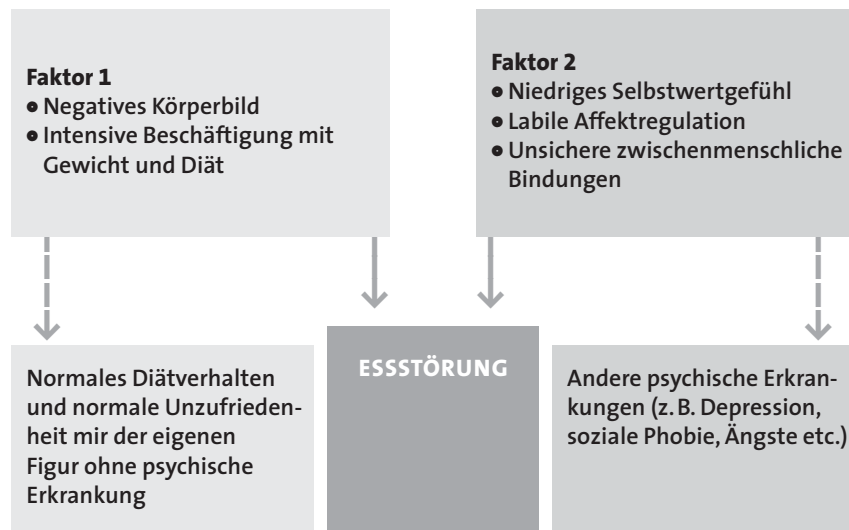 Faktor 1
• Negatives Körperbild
• Intensive Beschäftigung mit
Gewicht und Diät
Faktor 2
• Niedriges Selbstwertgefühl
• Labile Affektregulation
• Unsichere zwischenmenschliche
Bindungen
Normales Diätverhalten
und normale Unzufrieden-
heit mir der eigenen
Figur ohne psychische
Erkrankung
ESSSTÖRUNG
Andere psychische Erkran-
kungen (z. B. Depression,
soziale Phobie, Ängste etc.)